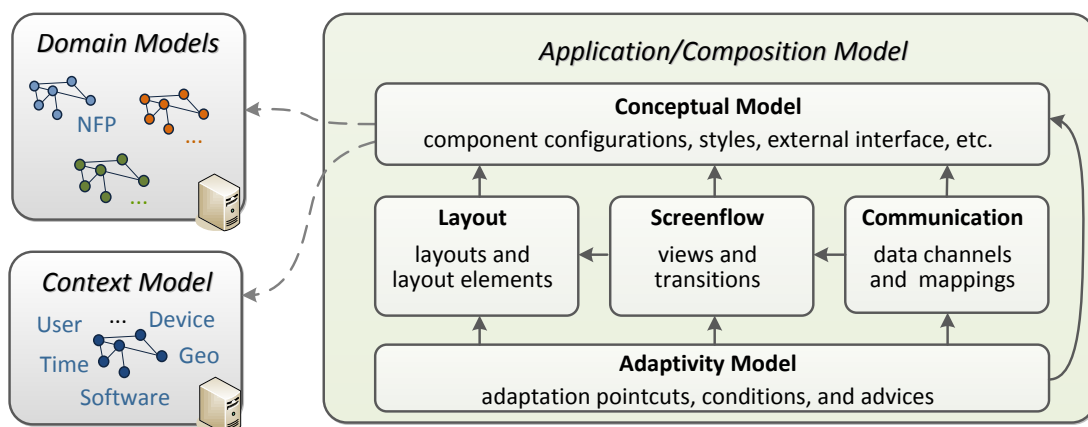 Domain Models
NFP
...
...
Context Model
User
...
Device
Time
Geo
Software
Application/Composition Model
Conceptual Model
component configurations, styles, external interface, etc.
Layout
layouts and
layout elements
Screenflow
views and
transitions
Communication
data channels
and mappings
Adaptivity Model
adaptation pointcuts, conditions, and advices